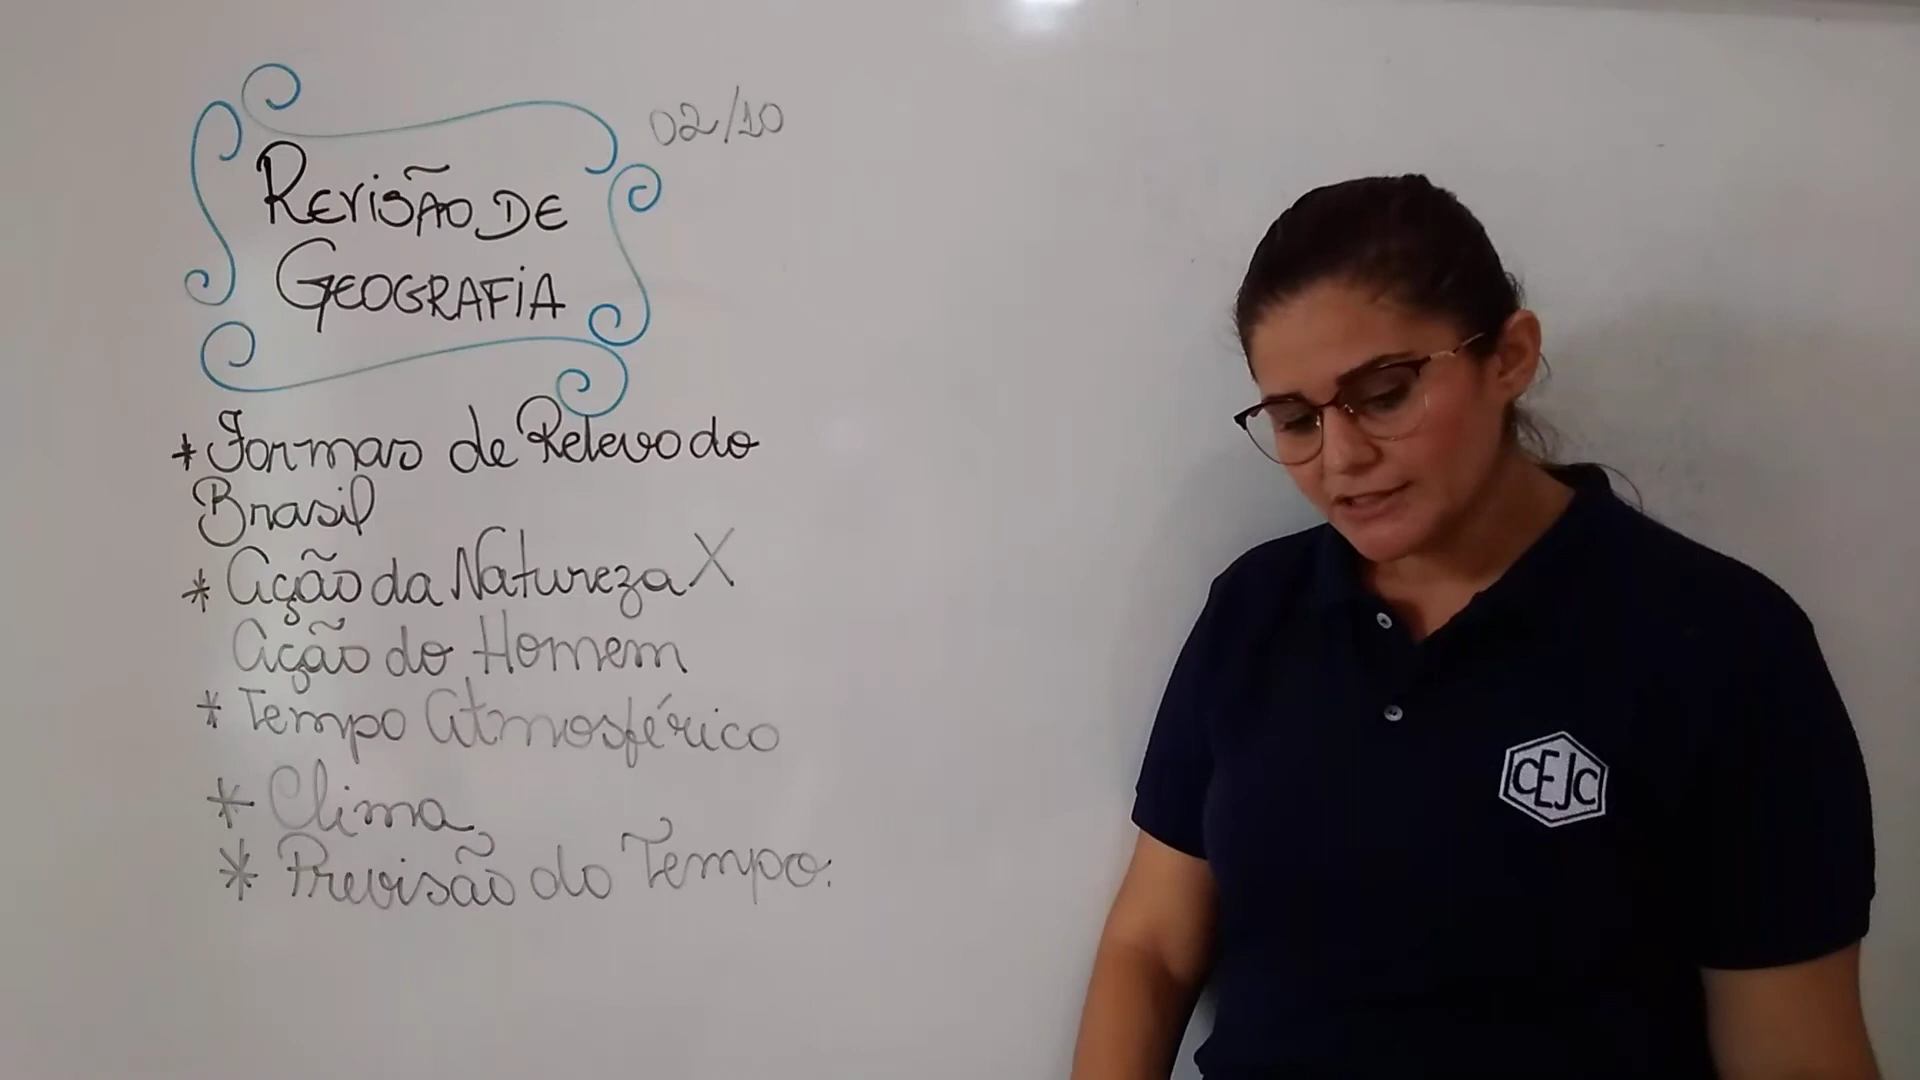 02/10
REVISÃO DE
GEOGRAFIA
* Formas de Relevo do
Brasil
* Ação da Natureza X
Ação do Homem
* Tempo Atmosférico
* Clima
* Previsão do Tempo.
CEJC